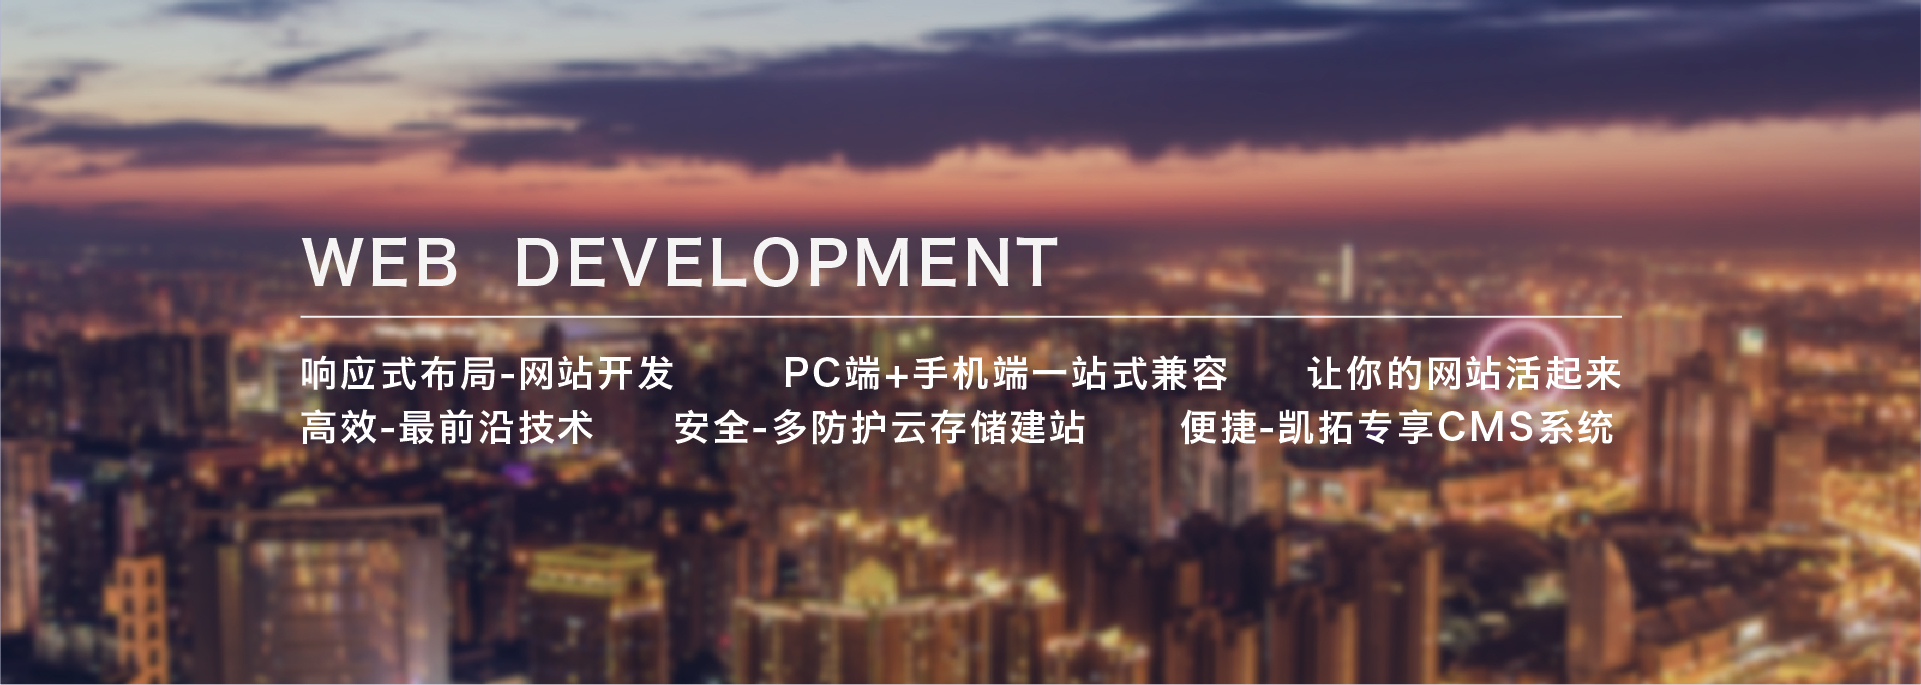 WEB DEVELOPMENT
响应式布局-网站开发 PC端+手机端一站式兼容 让你的网站活起来
高效-最前沿技术 安全-多防护云存储建站 便捷-凯拓专享CMS系统